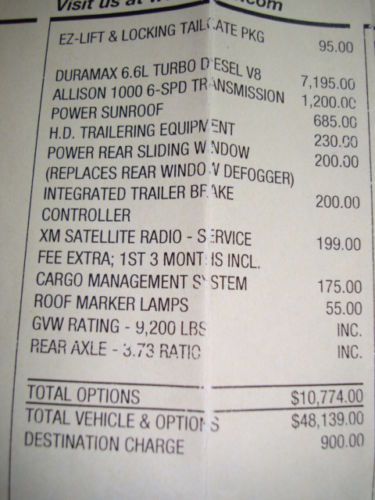 Visit us at w .com
EZ-LIFT & LOCKING TAILGATE PKG 95.00
DURAMAX 6.6L TURBO DIESEL V8 7,195.00
ALLISON 1000 6-SPD TRANSMISSION 1,200.00
POWER SUNROOF 685.00
H.D. TRAILERING EQUIPMENT 230.00
POWER REAR SLIDING WINDOW 200.00
(REPLACES REAR WINDOW DEFOGGER)
INTEGRATED TRAILER BRAKE 200.00
CONTROLLER
XM SATELLITE RADIO - SERVICE 199.00
FEE EXTRA; 1ST 3 MONTHS INCL.
CARGO MANAGEMENT SYSTEM 175.00
ROOF MARKER LAMPS 55.00
GVW RATING - 9,200 LBS INC.
REAR AXLE - 3.73 RATIO INC.
TOTAL OPTIONS $10,774.00
TOTAL VEHICLE & OPTIONS $48,139.00
DESTINATION CHARGE 900.00